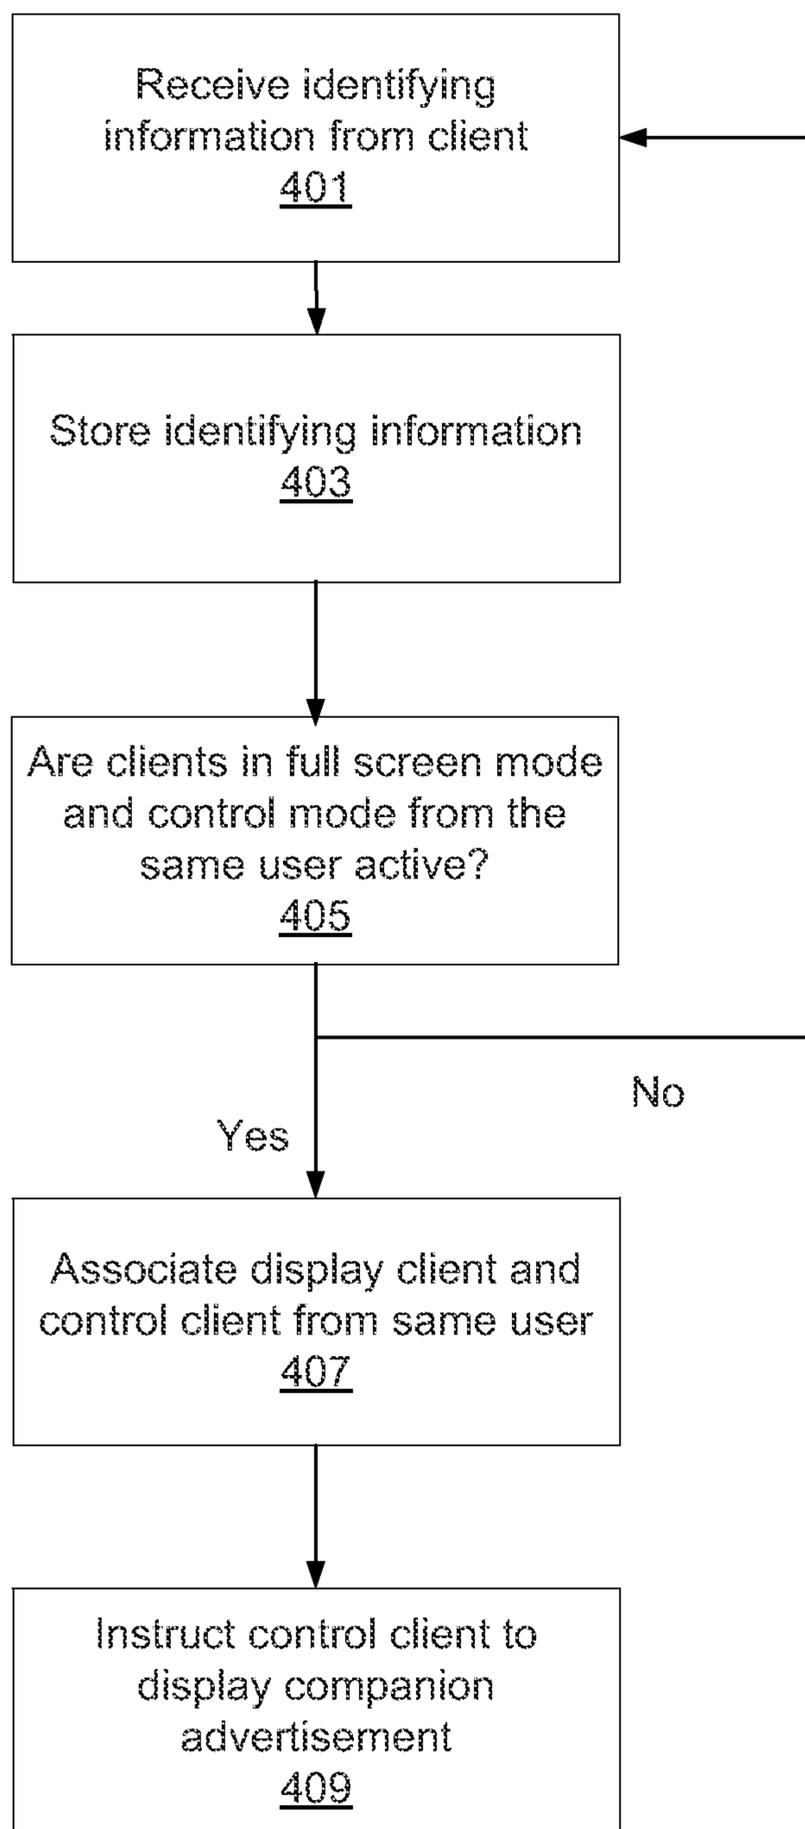 Receive identifying
information from client
401
Store identifying information
403
Are clients in full screen mode
and control mode from the
same user active?
405
No
Yes
Associate display client and
control client from same user
407
Instruct control client to
display companion
advertisement
409